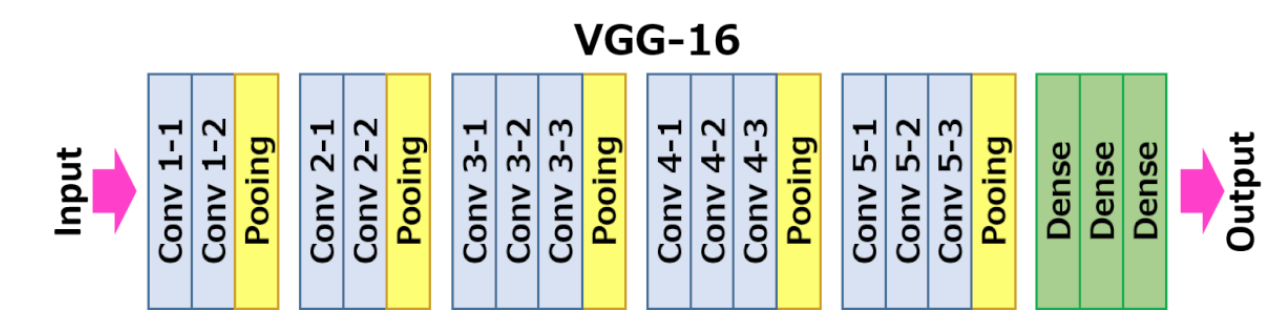 VGG-16
Input
Conv 1-1
Conv 1-2
Pooing
Conv 2-1
Conv 2-2
Pooing
Conv 3-1
Conv 3-2
Conv 3-3
Pooing
Conv 4-1
Conv 4-2
Conv 4-3
Pooing
Conv 5-1
Conv 5-2
Conv 5-3
Pooing
Dense
Dense
Dense
Output